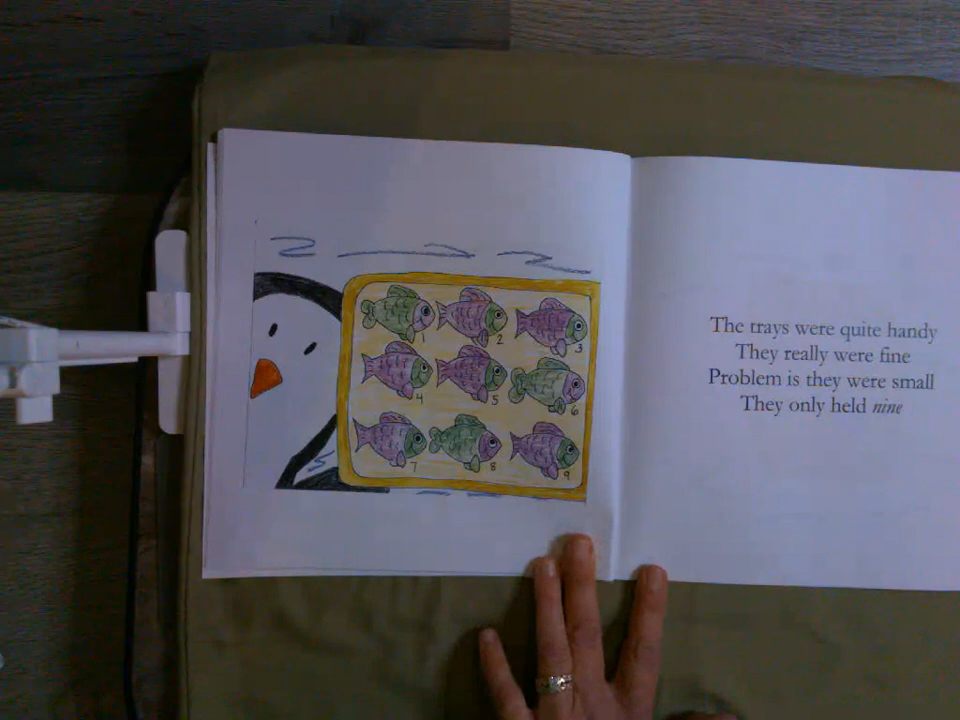 1 2 3
4 5 6
7 8 9
The trays were quite handy
They really were fine
Problem is they were small
They only held nine